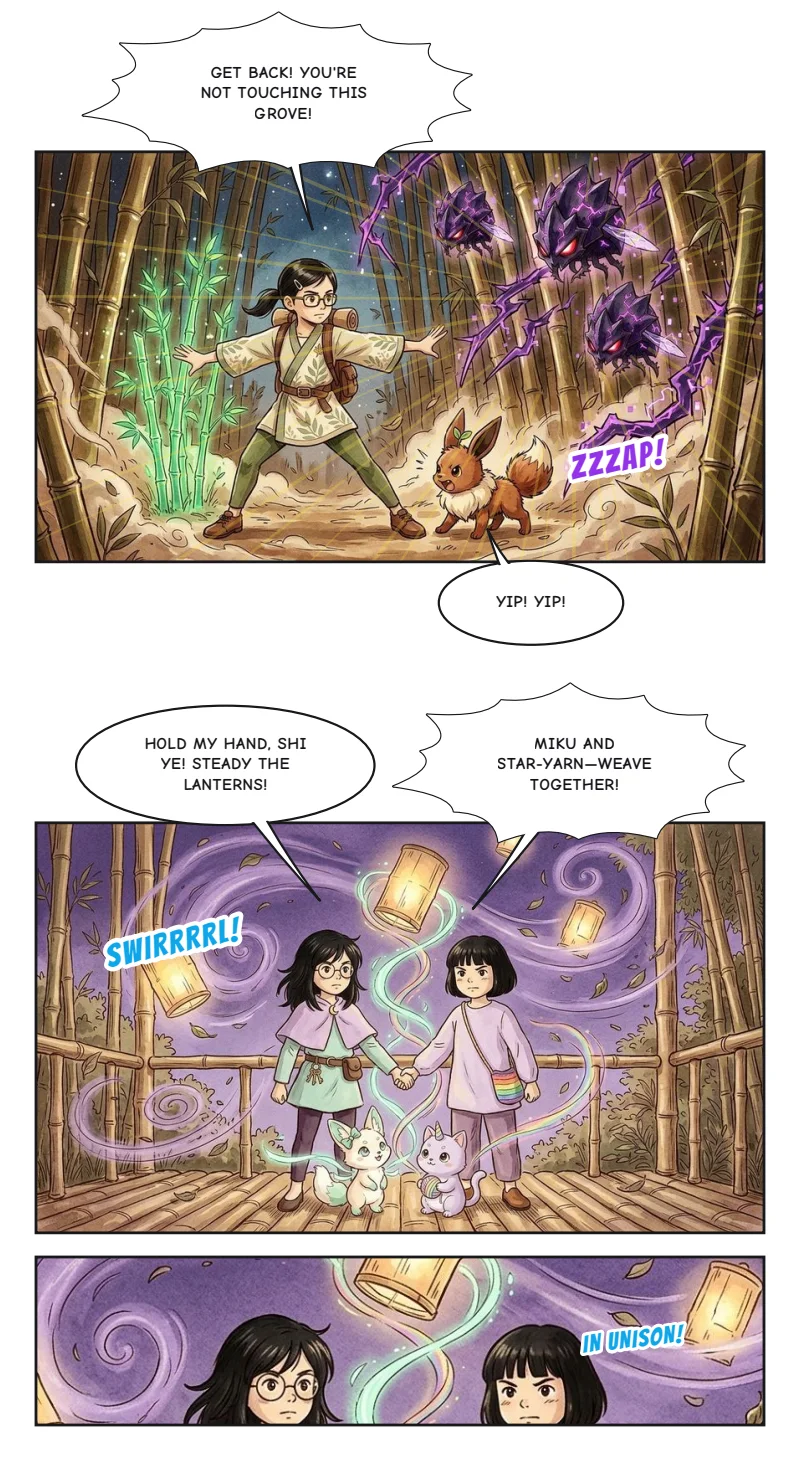 GET BACK! YOU'RE
NOT TOUCHING THIS
GROVE!
ZZZAP!
YIP! YIP!
HOLD MY HAND, SHI
YE! STEADY THE
LANTERNS!
MIKU AND
STAR-YARN—WEAVE
TOGETHER!
SWIRRRRL!
IN UNISON!